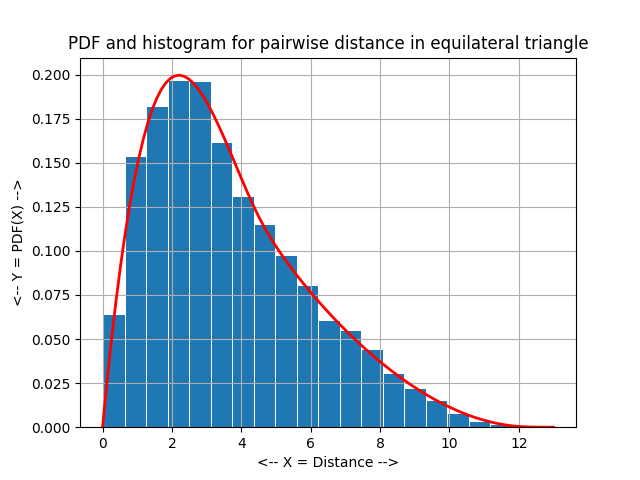 PDF and histogram for pairwise distance in equilateral triangle
0.200
0.175
0.150
0.125
0.100
0.075
0.050
0.025
0.000
<-- Y = PDF(X) -->
0 2 4 6 8 10 12
<-- X = Distance -->